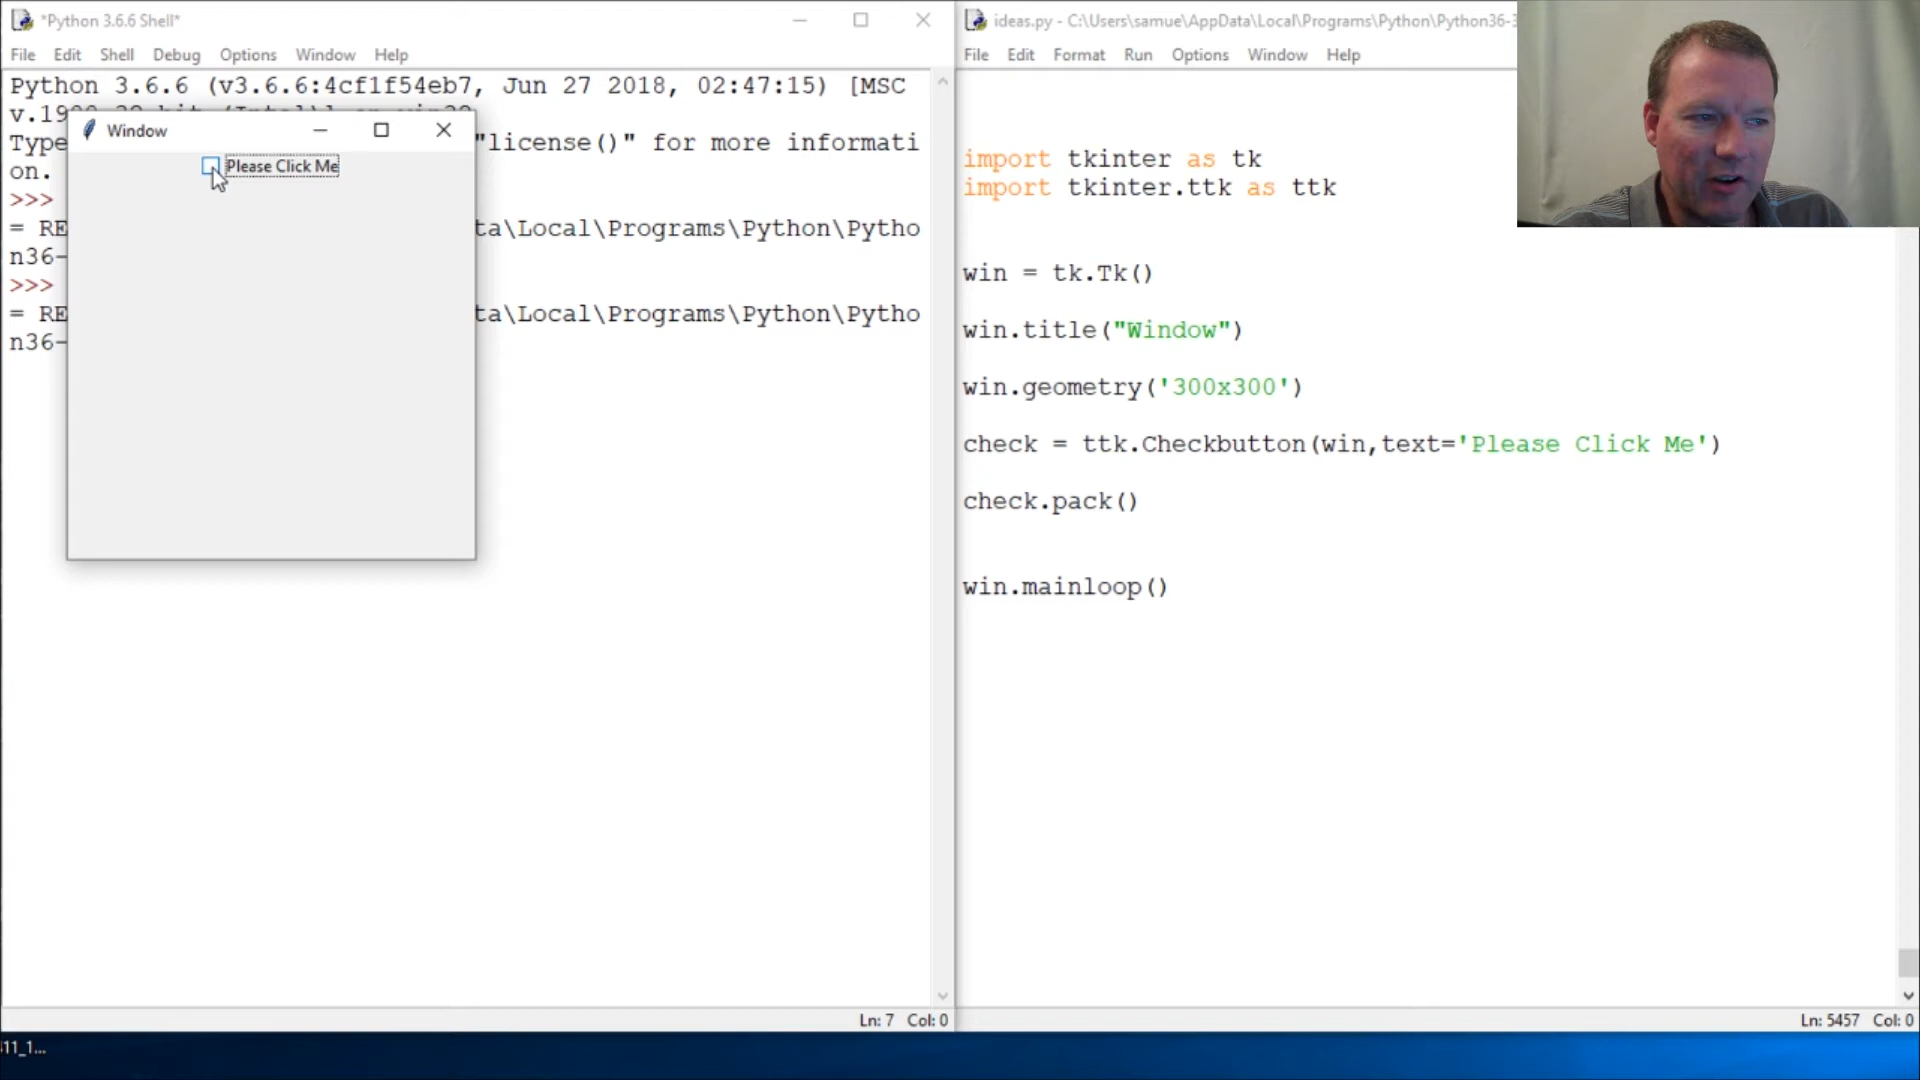 *Python 3.6.6 Shell*
File Edit Shell Debug Options Window Help
Python 3.6.6 (v3.6.6:4cf1f54eb7, Jun 27 2018, 02:47:15) [MSC
v.19
Type "license()" for more informati
on.
>>>
= RE ta\Local\Programs\Python\Pytho
n36-
>>>
= RE ta\Local\Programs\Python\Pytho
n36-
Window
Please Click Me
Ln: 7 Col: 0
ideas.py - C:\Users\samue\AppData\Local\Programs\Python\Python36-3
File Edit Format Run Options Window Help
import tkinter as tk
import tkinter.ttk as ttk
win = tk.Tk()
win.title("Window")
win.geometry('300x300')
check = ttk.Checkbutton(win,text='Please Click Me')
check.pack()
win.mainloop()
Ln: 5457 Col: 0
11_1...